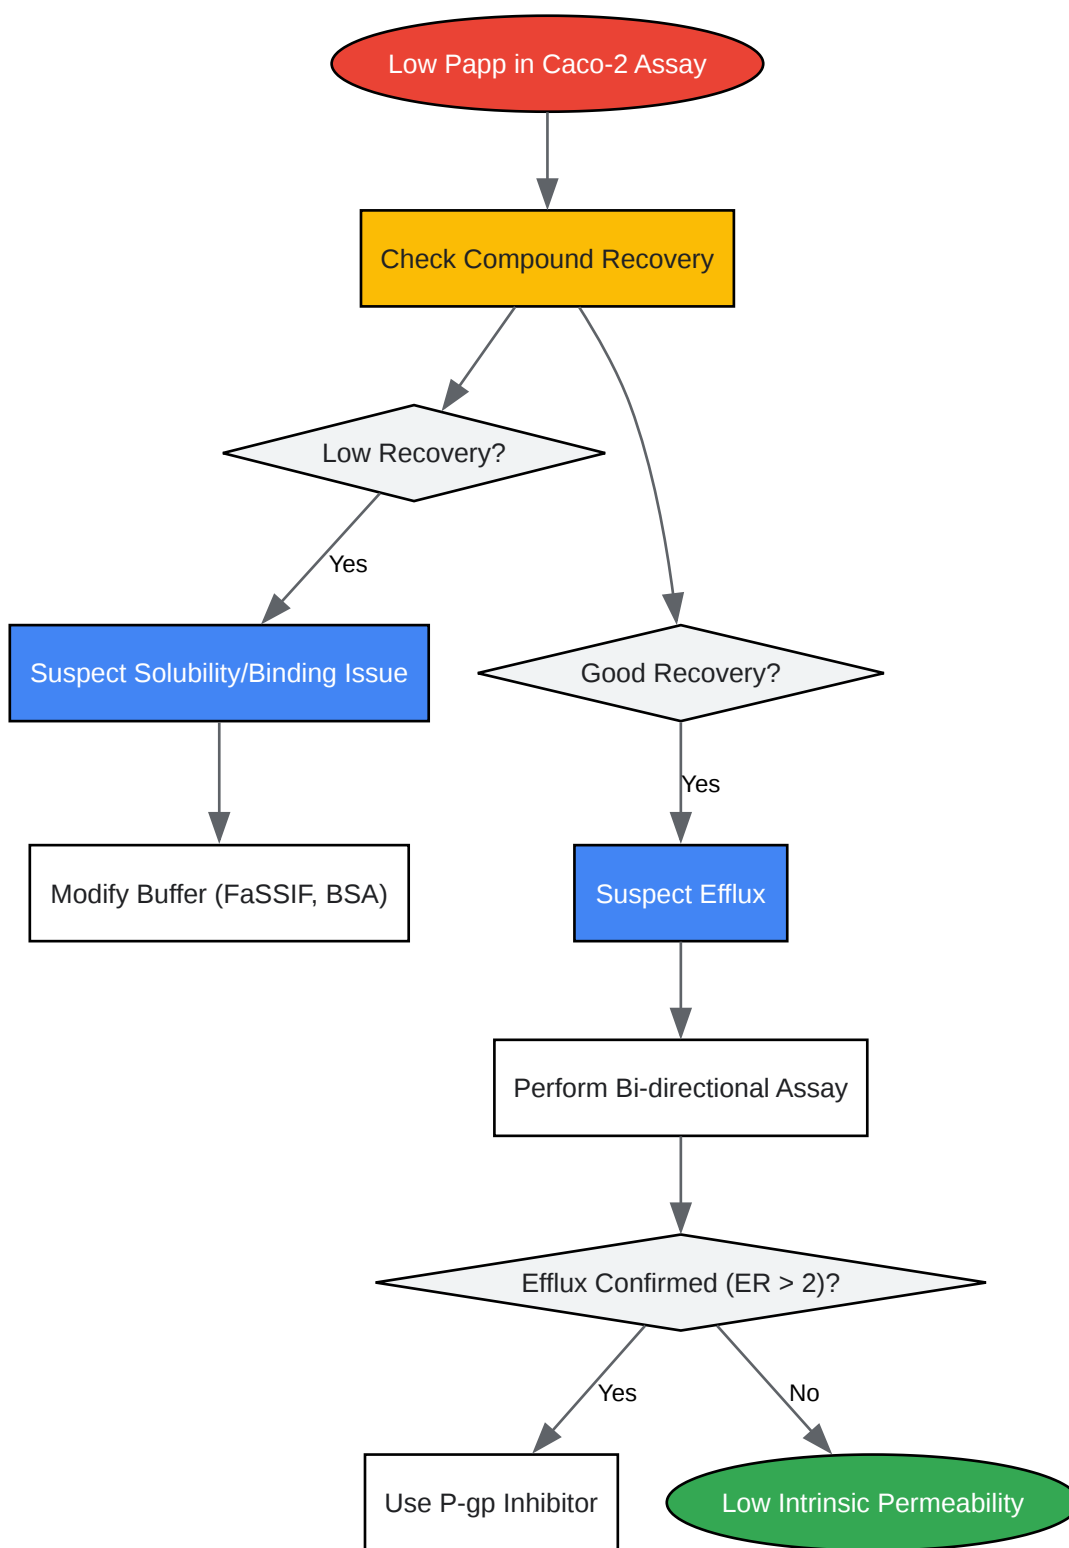 Low Papp in Caco-2 Assay
Check Compound Recovery
Low Recovery?
Yes
Suspect Solubility/Binding Issue
Good Recovery?
Yes
Modify Buffer (FaSSIF, BSA)
Suspect Efflux
Perform Bi-directional Assay
Efflux Confirmed (ER > 2)?
Yes
No
Use P-gp Inhibitor
Low Intrinsic Permeability